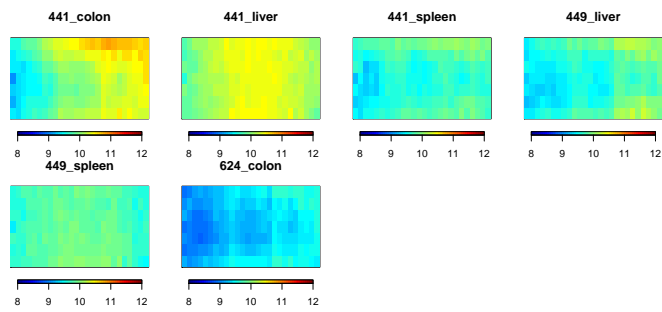 441_colon 441_liver 441_spleen 449_liver
8 9 10 11 12 8 9 10 11 12 8 9 10 11 12 8 9 10 11 12
449_spleen 624_colon
8 9 10 11 12 8 9 10 11 12